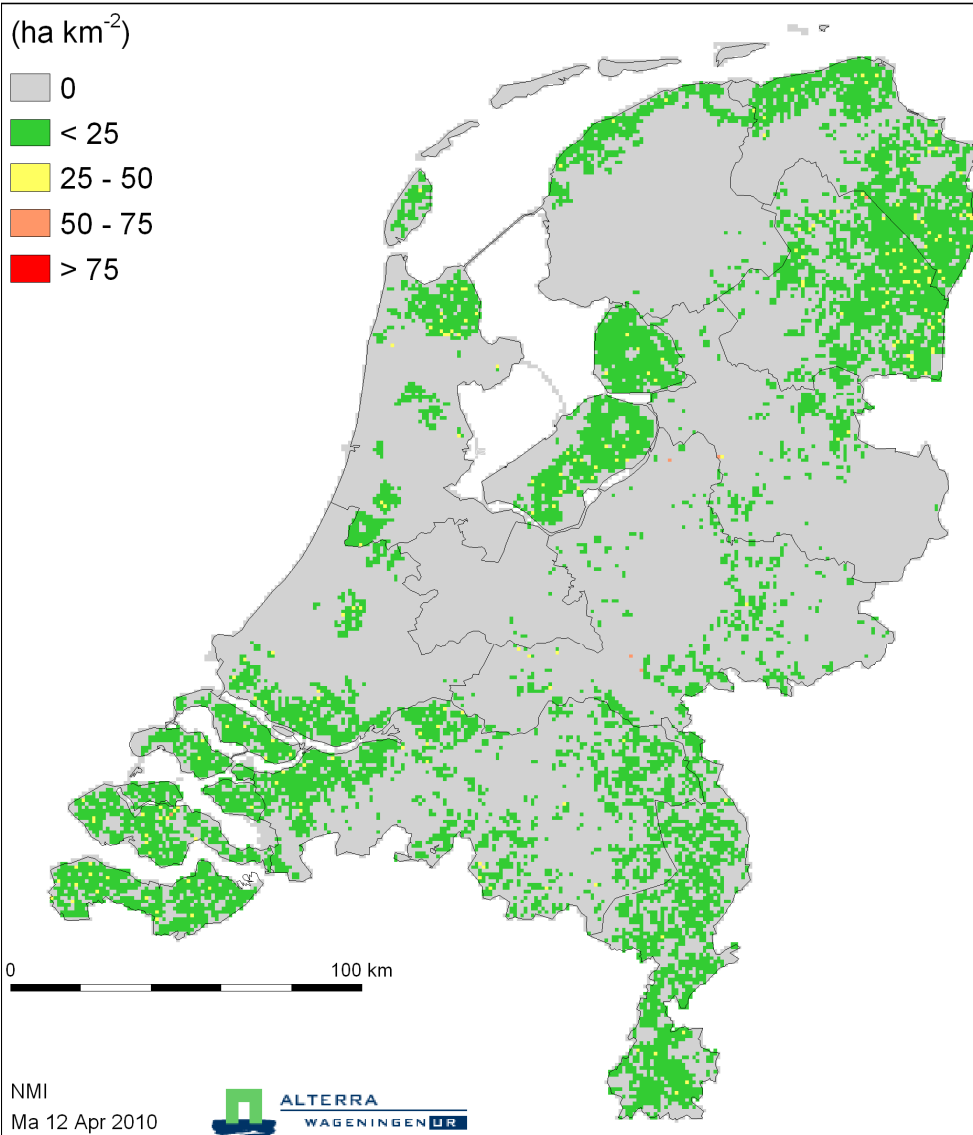 (ha km⁻²)
0
< 25
25 - 50
50 - 75
> 75
0 100 km
NMI
Ma 12 Apr 2010
ALTERRA
WAGENINGEN UR